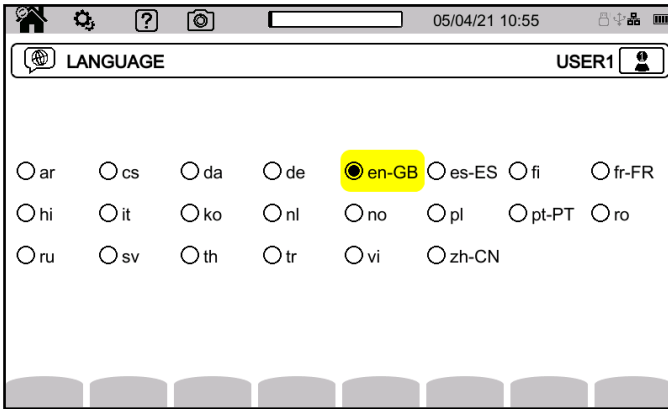 05/04/21 10:55
LANGUAGE USER1
ar cs da de en-GB es-ES fi fr-FR
hi it ko nl no pl pt-PT ro
ru sv th tr vi zh-CN